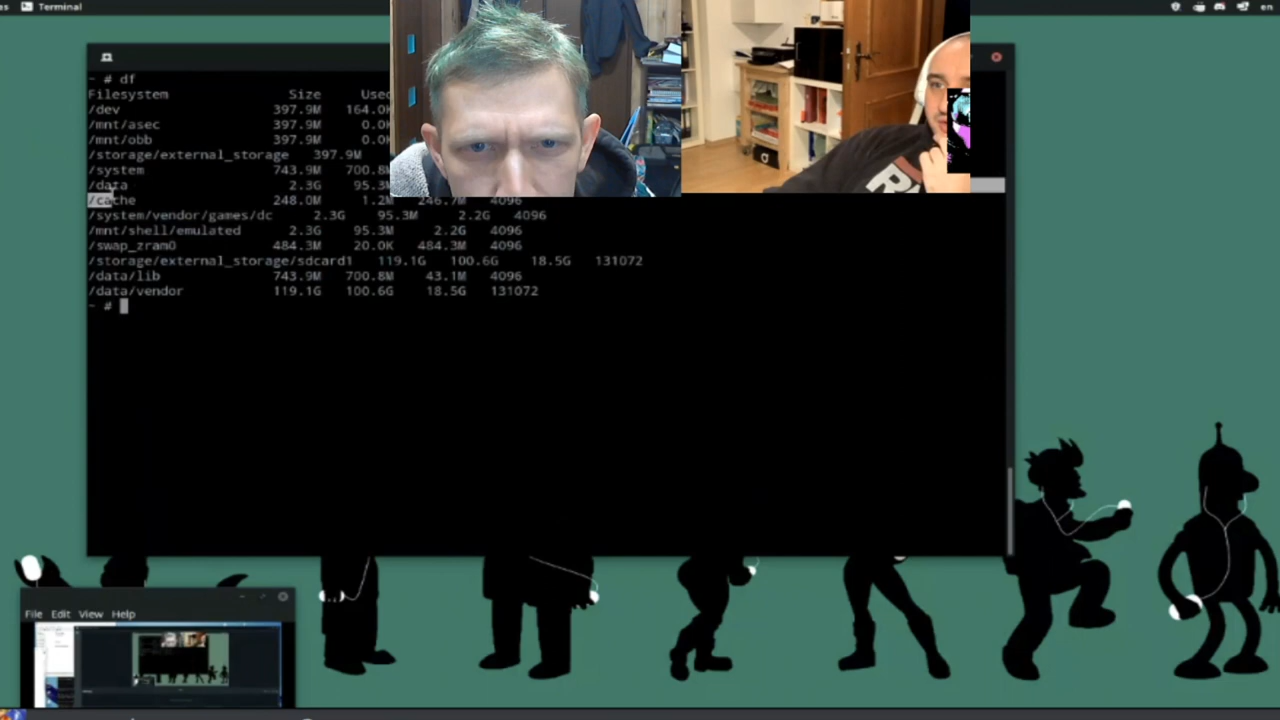 Terminal
en
~ # df
Filesystem Size Used
/dev 397.9M 164.0K
/mnt/asec 397.9M 0.0K
/mnt/obb 397.9M 0.0K
/storage/external_storage 397.9M
/system 743.9M 700.8M
/data 2.3G 95.3M
/cache 248.0M 1.2M 246.7M 4096
/system/vendor/games/dc 2.3G 95.3M 2.2G 4096
/mnt/shell/emulated 2.3G 95.3M 2.2G 4096
/swap_zram0 484.3M 20.0K 484.3M 4096
/storage/external_storage/sdcard1 119.1G 100.6G 18.5G 131072
/data/lib 743.9M 700.8M 43.1M 4096
/data/vendor 119.1G 100.6G 18.5G 131072
~ #
File Edit View Help